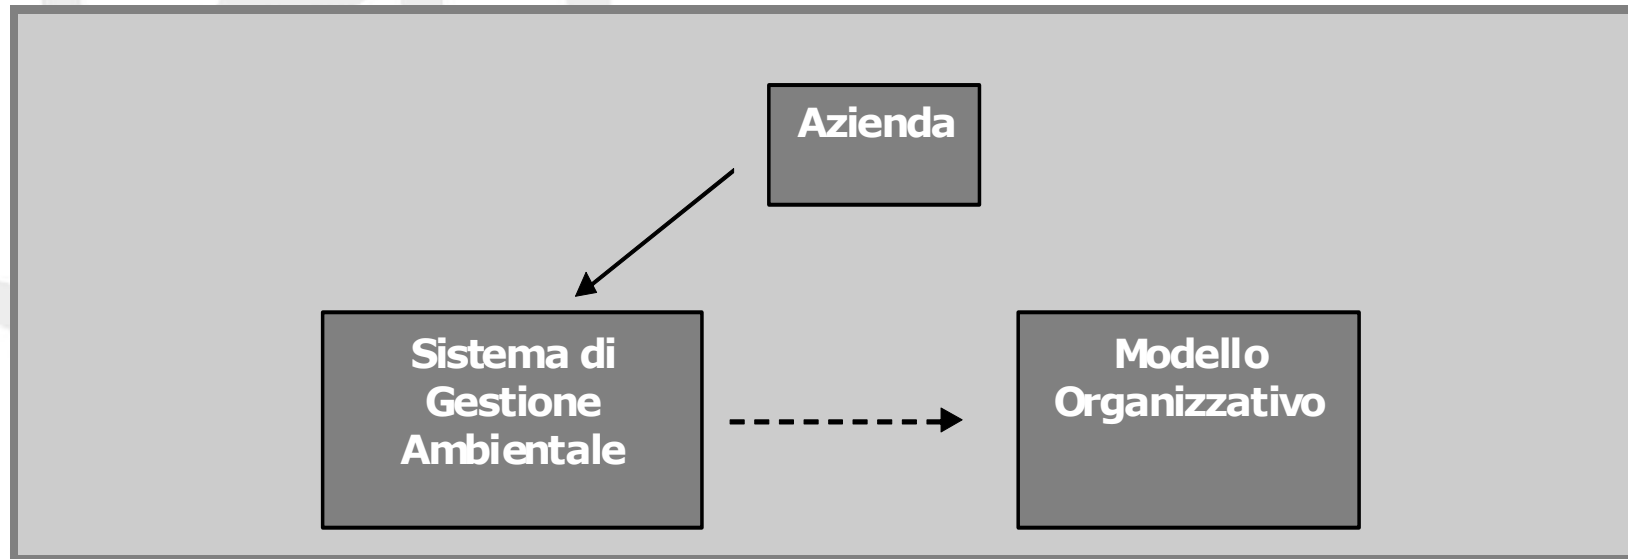 Azienda
Sistema di
Gestione
Ambientale
Modello
Organizzativo